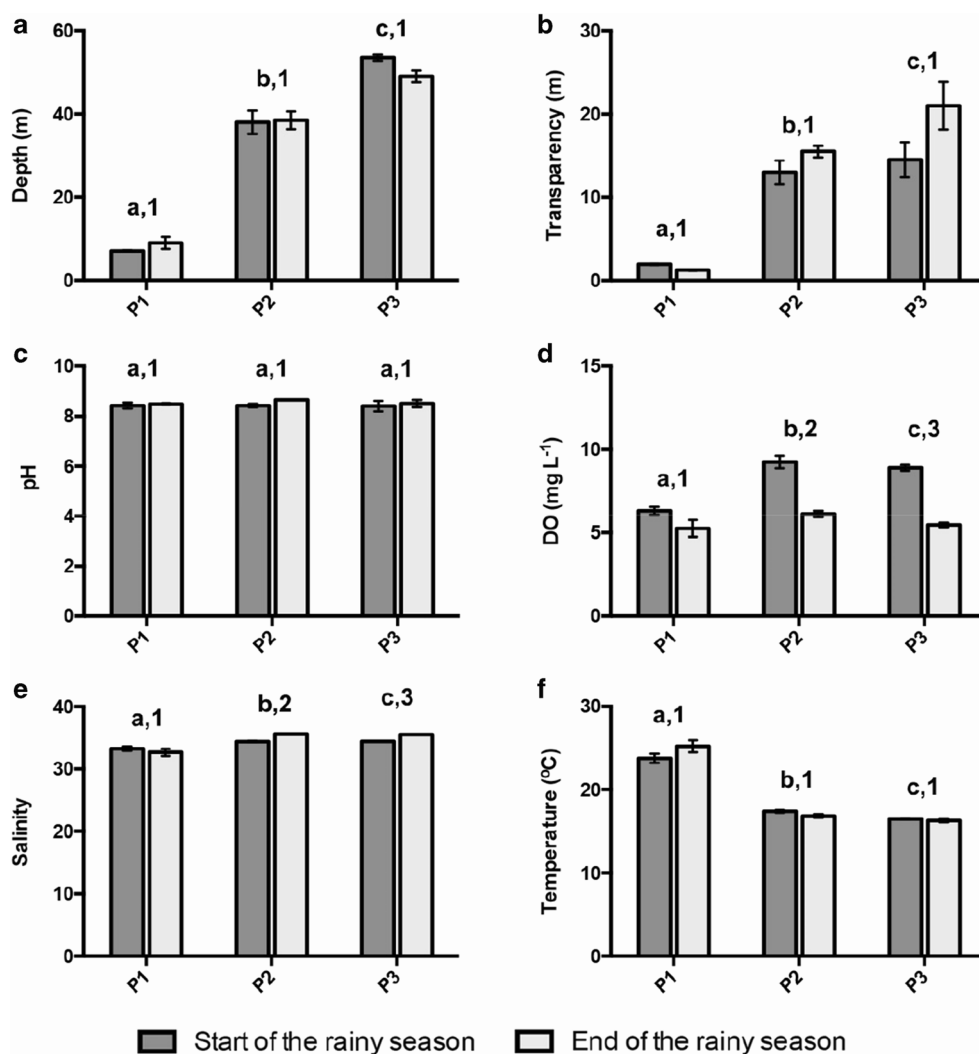 a
Depth (m)
60
40
20
0
a,1
b,1
c,1
P1
P2
P3
b
Transparency (m)
30
20
10
0
a,1
b,1
c,1
P1
P2
P3
c
pH
10
8
6
4
2
0
a,1
a,1
a,1
P1
P2
P3
d
DO (mg L⁻¹)
15
10
5
0
a,1
b,2
c,3
P1
P2
P3
e
Salinity
40
30
20
10
0
a,1
b,2
c,3
P1
P2
P3
f
Temperature (ºC)
30
20
10
0
a,1
b,1
c,1
P1
P2
P3
Start of the rainy season
End of the rainy season